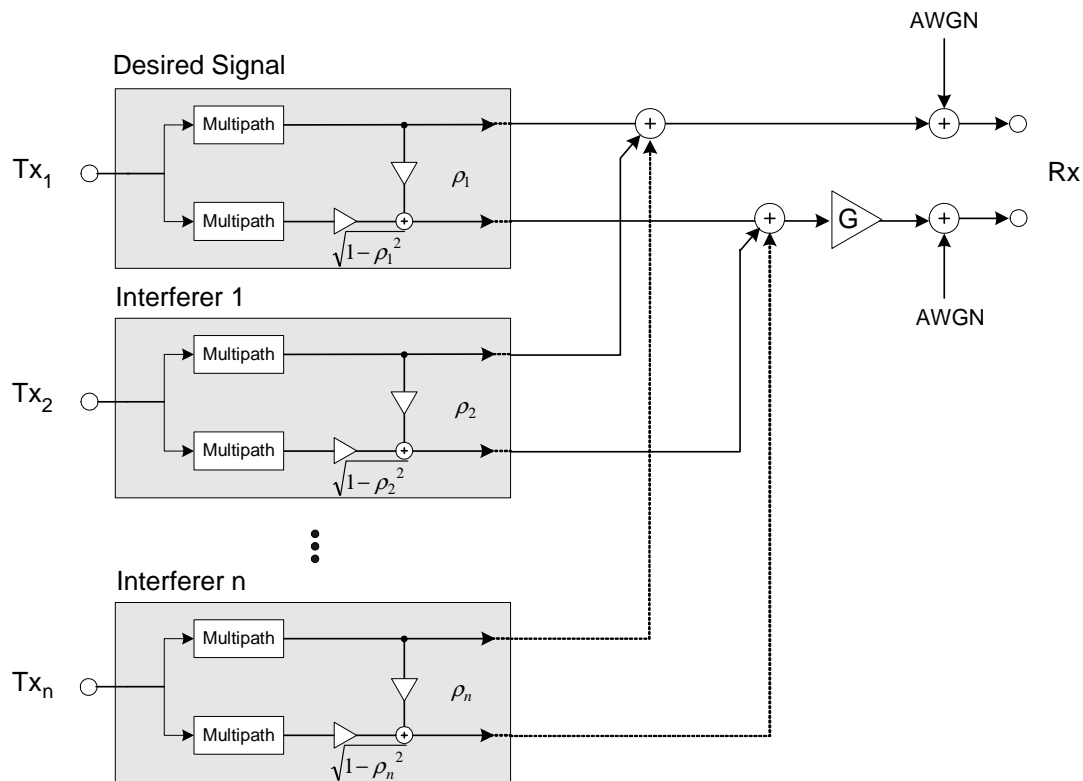 AWGN
Desired Signal
Multipath
+
+
Tx₁
ρ₁
Rx
Multipath
+
+
G
+
√1−ρ₁²
Interferer 1
AWGN
Multipath
Tx₂
ρ₂
Multipath
+
√1−ρ₂²
Interferer n
Multipath
Txₙ
ρₙ
Multipath
+
√1−ρₙ²